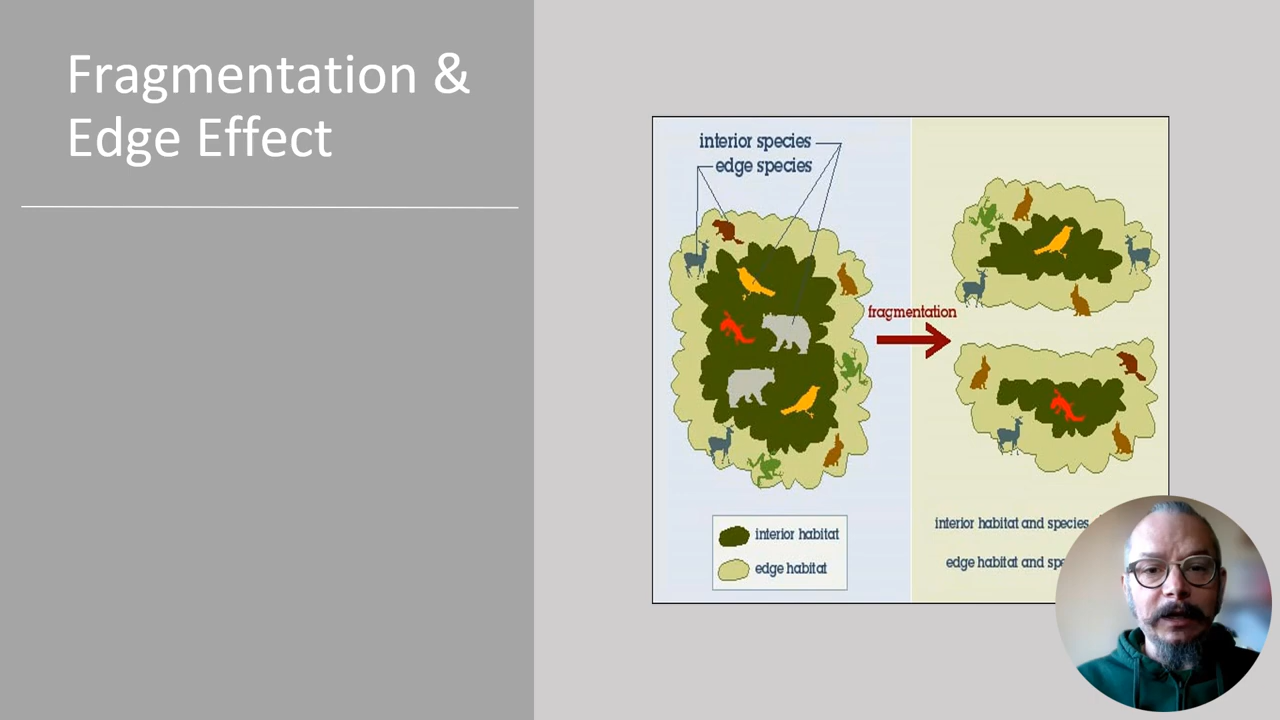 Fragmentation &
Edge Effect
interior species
edge species
fragmentation
interior habitat
edge habitat
interior habitat and species
edge habitat and